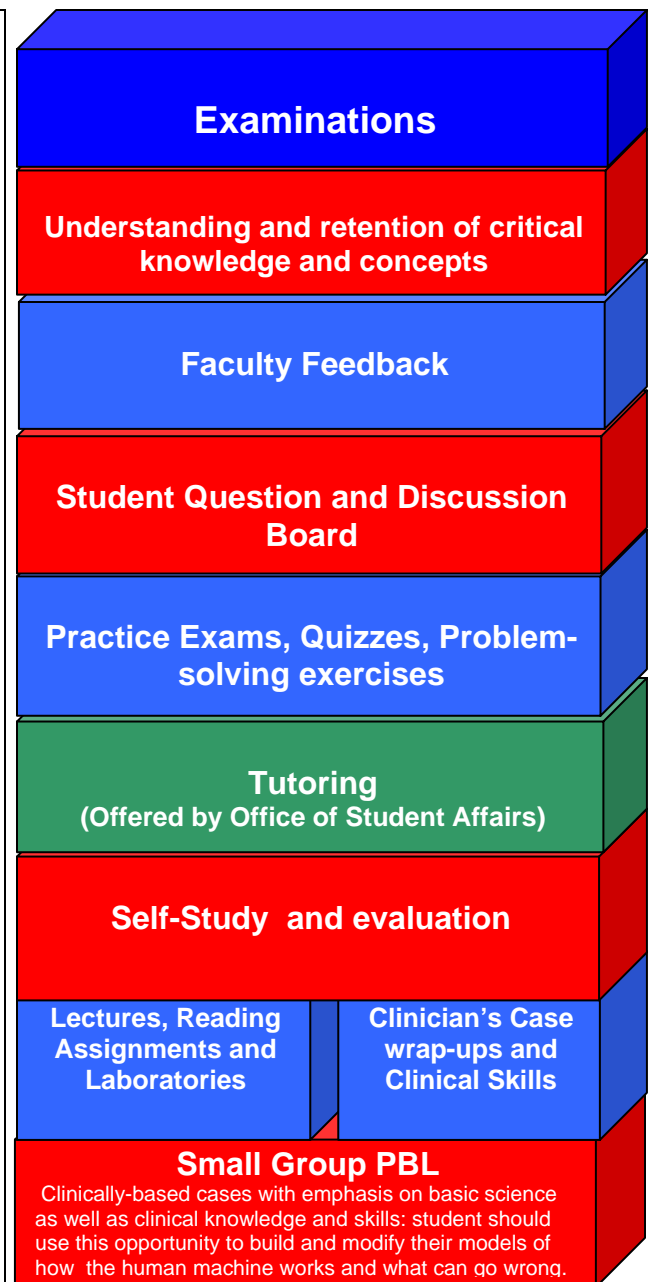 Examinations
Understanding and retention of critical
knowledge and concepts
Faculty Feedback
Student Question and Discussion
Board
Practice Exams, Quizzes, Problem-
solving exercises
Tutoring
(Offered by Office of Student Affairs)
Self-Study and evaluation
Lectures, Reading
Assignments and
Laboratories
Clinician's Case
wrap-ups and
Clinical Skills
Small Group PBL
Clinically-based cases with emphasis on basic science
as well as clinical knowledge and skills: student should
use this opportunity to build and modify their models of
how the human machine works and what can go wrong.